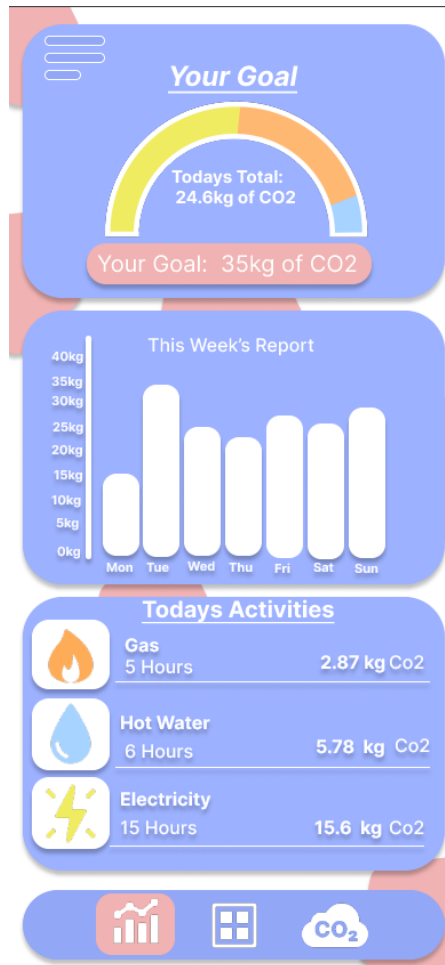 Your Goal
Todays Total:
24.6kg of CO2
Your Goal: 35kg of CO2
This Week's Report
40kg
35kg
30kg
25kg
20kg
15kg
10kg
5kg
0kg
Mon Tue Wed Thu Fri Sat Sun
Todays Activities
Gas
5 Hours 2.87 kg Co2
Hot Water
6 Hours 5.78 kg Co2
Electricity
15 Hours 15.6 kg Co2
CO₂